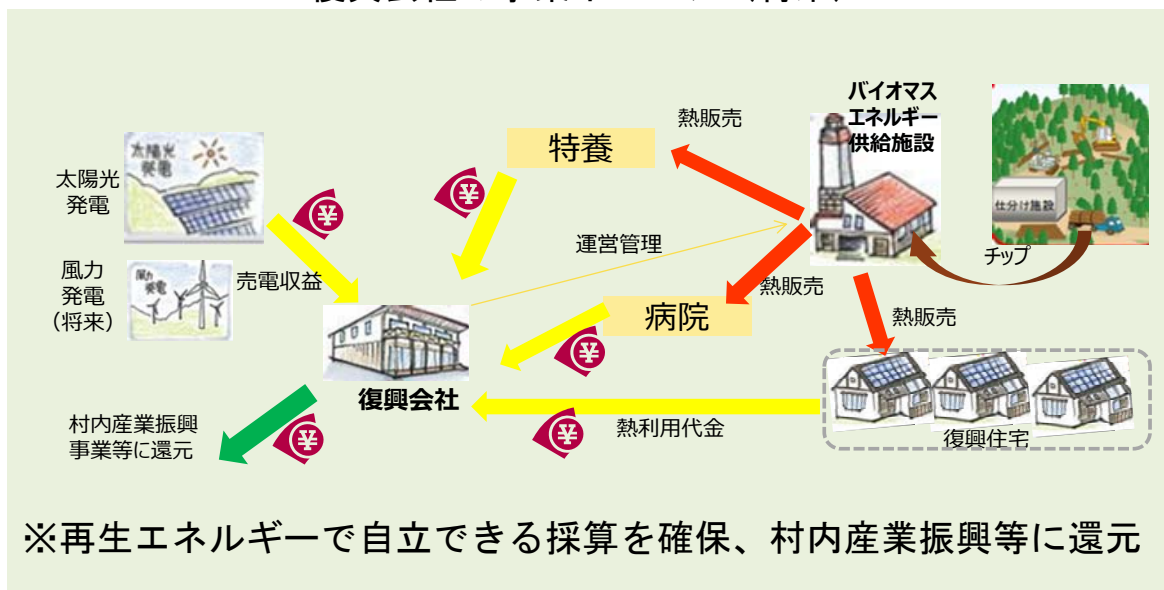 バイオマス
エネルギー
供給施設
熱販売
特養
太陽光
発電
太陽光
発電
仕分け施設
運営管理
チップ
風力
発電
（将来）
風力
発電
売電収益
熱販売
病院
熱販売
復興会社
村内産業振興
事業等に還元
熱利用代金
復興住宅
※再生エネルギーで自立できる採算を確保、村内産業振興等に還元